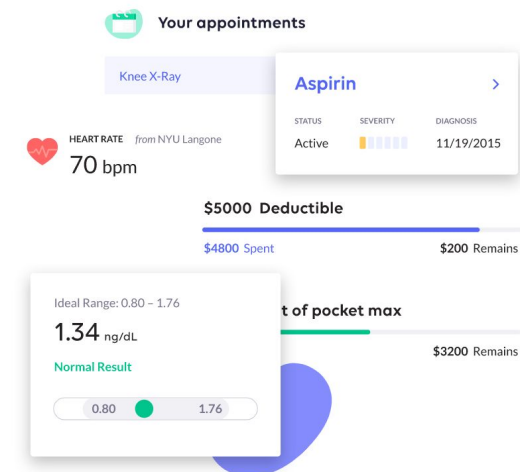 Your appointments
Knee X-Ray
Aspirin
STATUS SEVERITY DIAGNOSIS
Active 11/19/2015
HEART RATE from NYU Langone
70 bpm
$5000 Deductible
$4800 Spent $200 Remains
t of pocket max
$3200 Remains
Ideal Range: 0.80 – 1.76
1.34 ng/dL
Normal Result
0.80 1.76